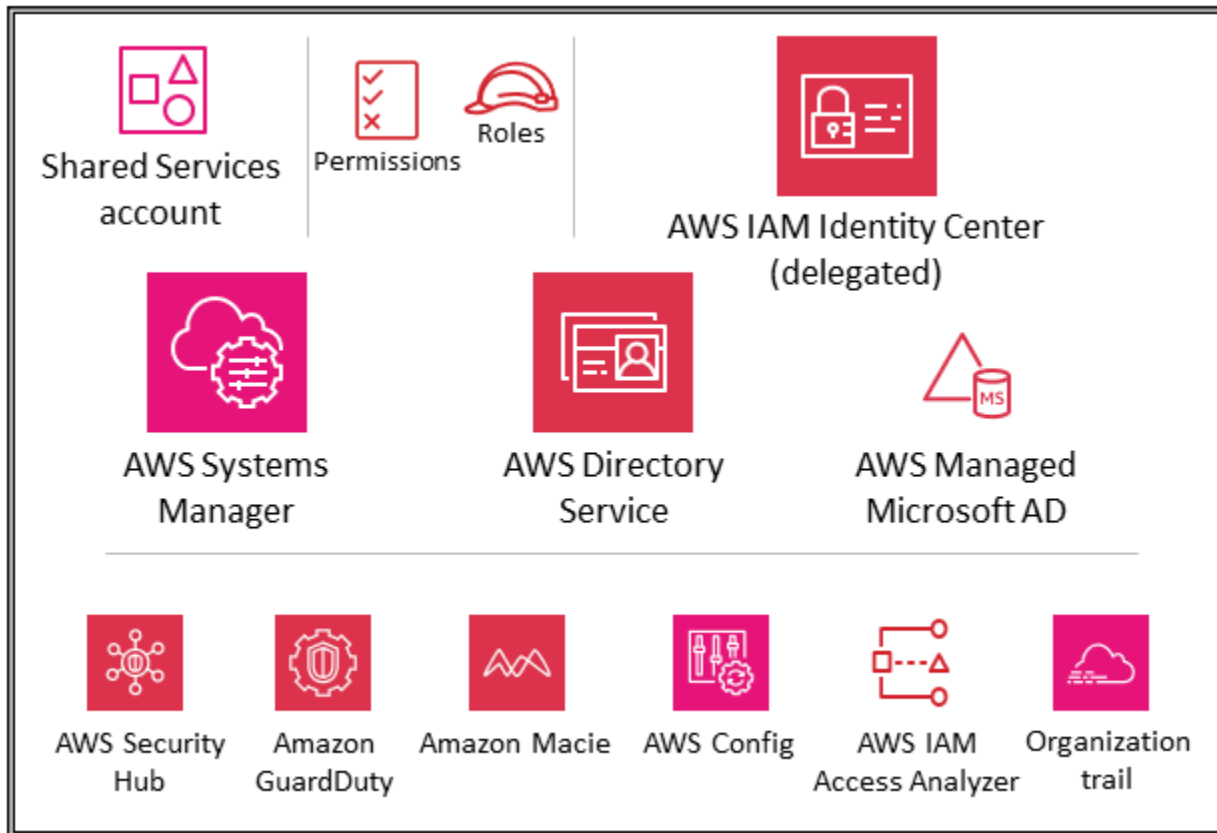 Shared Services
account
Permissions
Roles
AWS IAM Identity Center
(delegated)
AWS Systems
Manager
AWS Directory
Service
MS
AWS Managed
Microsoft AD
AWS Security
Hub
Amazon
GuardDuty
Amazon Macie
AWS Config
AWS IAM
Access Analyzer
Organization
trail